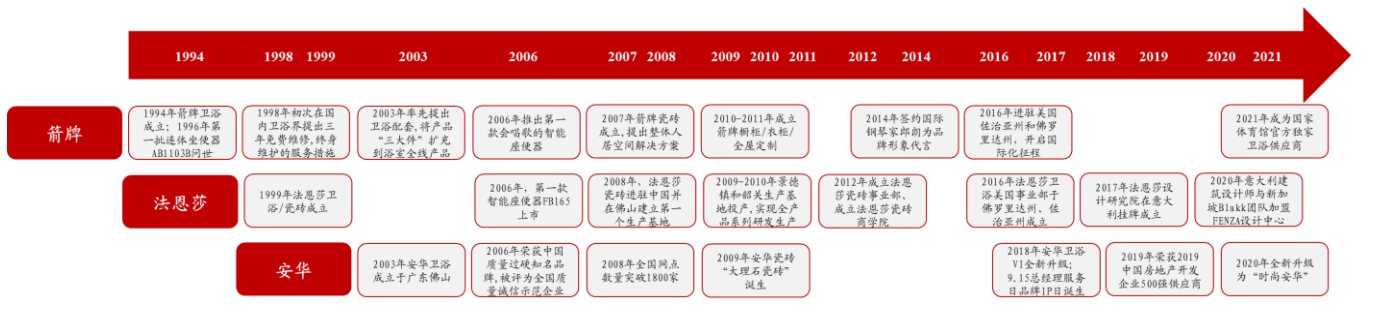 1994
1998 1999
2003
2006
2007 2008
2009 2010 2011
2012 2014
2016 2017 2018 2019
2020 2021
箭牌
1994年箭牌卫浴
成立；1996年第
一批连体坐便器
AB1103B问世
1998年初次在国
内卫浴界提出三
年免费维修,终身
维护的服务措施
2003年率先提出
卫浴配套,将产品
“三大件”扩充
到浴室全线产品
2006年推出第一
款会唱歌的智能
座便器
2007年箭牌瓷砖
成立,提出整体人
居空间解决方案
2010-2011年成立
箭牌橱柜/衣柜/
全屋定制
2014年签约国际
钢琴家郎朗为品
牌形象代言
2016年进驻美国
佐治亚州和佛罗
里达州、开启国
际化征程
2021年成为国家
体育馆官方独家
卫浴供应商
法恩莎
1999年法恩莎卫
浴/瓷砖成立
2006年，第一款
智能座便器FB165
上市
2008年，法恩莎
瓷砖进驻中国并
在佛山建立第一
个生产基地
2009-2010年景德
镇和韶关生产基
地投产,实现全产
品系列研发生产
2012年成立法恩
莎瓷砖事业部、
成立法恩莎瓷砖
商学院
2016年法恩莎卫
浴美国事业部于
佛罗里达州、佐
治亚州成立
2017年法恩莎设
计研究院在意大
利挂牌成立
2020年意大利建
筑设计师与新加
坡Blakk团队加盟
FENZA设计中心
安华
2003年安华卫浴
成立于广东佛山
2006年荣获中国
质量过硬知名品
牌,被评为全国质
量诚信示范企业
2008年全国网点
数量突破1800家
2009年安华瓷砖
“大理石瓷砖”
诞生
2018年安华卫浴
VI全新升级；
9.15总经理服务
日品牌IP日诞生
2019年荣获2019
中国房地产开发
企业500强供应商
2020年全新升级
为“时尚安华”